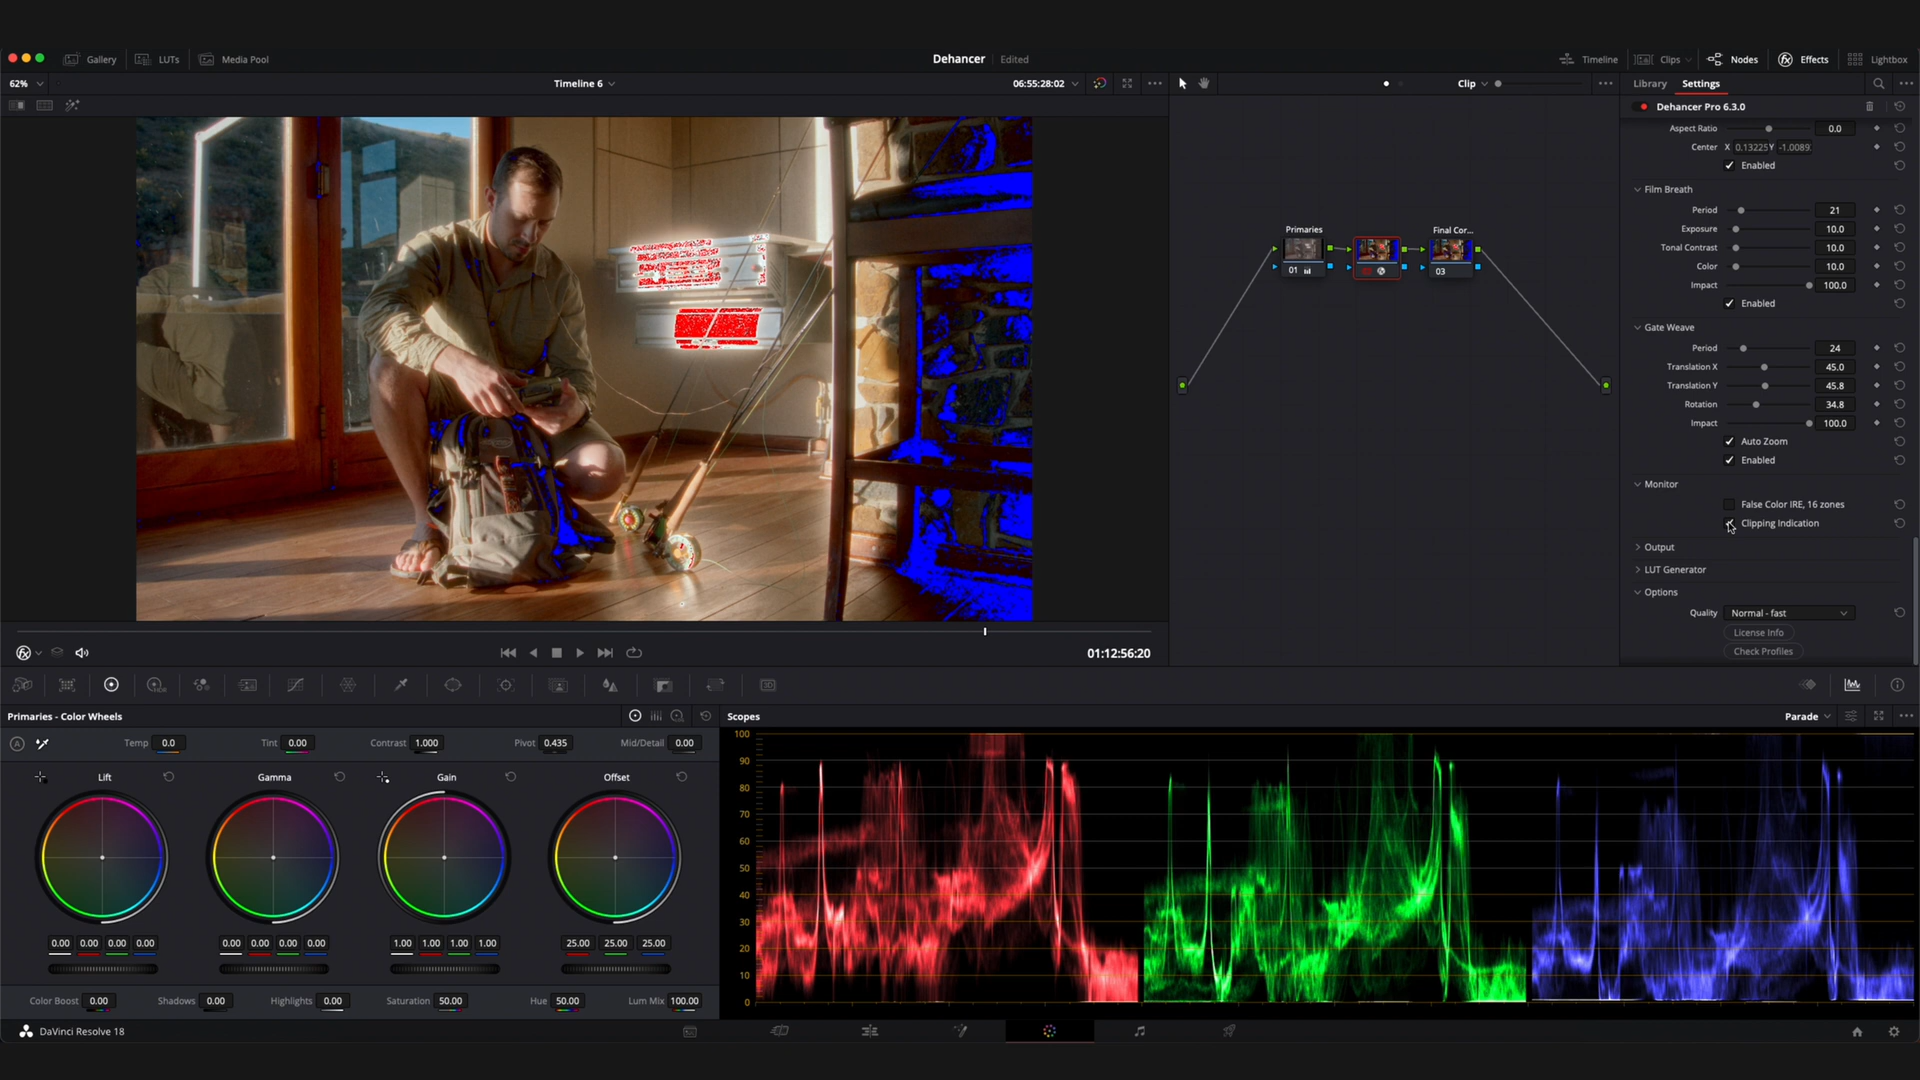 Gallery LUTs Media Pool Dehancer Edited Timeline Clips Nodes Effects Lightbox
62% Timeline 6 06:55:28:02 Clip Library Settings
Dehancer Pro 6.3.0
Aspect Ratio 0.0
Center X 0.13225 Y -1.0089
Enabled
Film Breath
Period 21
Exposure 10.0
Tonal Contrast 10.0
Color 10.0
Impact 100.0
Enabled
Gate Weave
Period 24
Translation X 45.0
Translation Y 45.8
Rotation 34.8
Impact 100.0
Auto Zoom
Enabled
Monitor
False Color IRE, 16 zones
Clipping Indication
Output
LUT Generator
Options
Quality Normal - fast
License Info
Check Profiles
Primaries Final Cor...
01 03
01:12:56:20
Primaries - Color Wheels
Temp 0.0 Tint 0.00 Contrast 1.000 Pivot 0.435 Mid/Detail 0.00
Lift Gamma Gain Offset
0.00 0.00 0.00 0.00 0.00 0.00 0.00 0.00 1.00 1.00 1.00 1.00 25.00 25.00 25.00
Color Boost 0.00 Shadows 0.00 Highlights 0.00 Saturation 50.00 Hue 50.00 Lum Mix 100.00
Scopes Parade
100
90
80
70
60
50
40
30
20
10
0
DaVinci Resolve 18